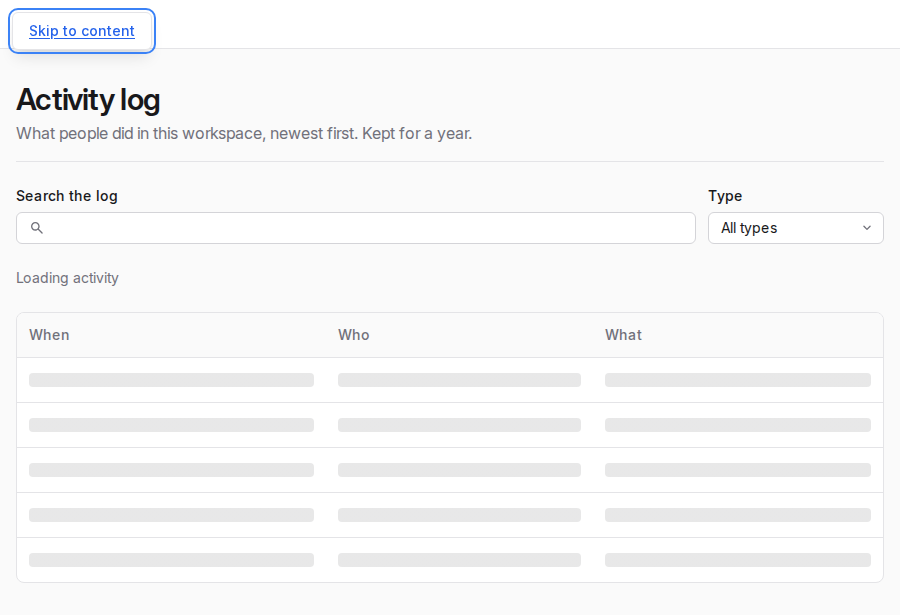 Skip to content
Activity log
What people did in this workspace, newest first. Kept for a year.
Search the log
Type
All types
Loading activity
When Who What